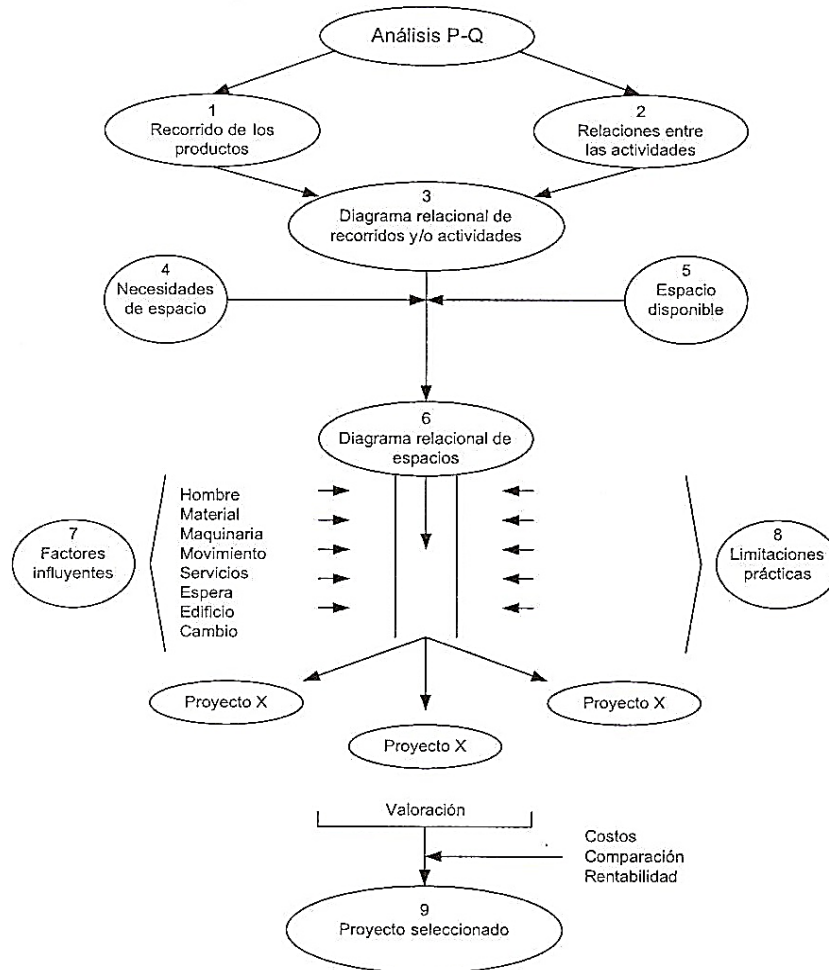 Análisis P-Q
1
Recorrido de los
productos
2
Relaciones entre
las actividades
3
Diagrama relacional de
recorridos y/o actividades
4
Necesidades
de espacio
5
Espacio
disponible
6
Diagrama relacional de
espacios
7
Factores
influyentes
Hombre
Material
Maquinaria
Movimiento
Servicios
Espera
Edificio
Cambio
8
Limitaciones
prácticas
Proyecto X
Proyecto X
Proyecto X
Valoración
Costos
Comparación
Rentabilidad
9
Proyecto seleccionado